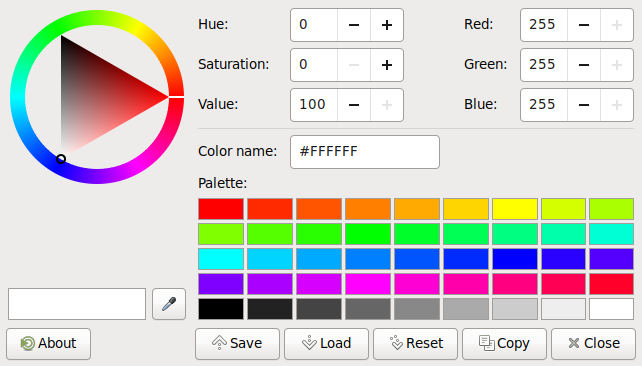 Hue: 0 Red: 255
Saturation: 0 Green: 255
Value: 100 Blue: 255
Color name: #FFFFFF
Palette:
About Save Load Reset Copy Close